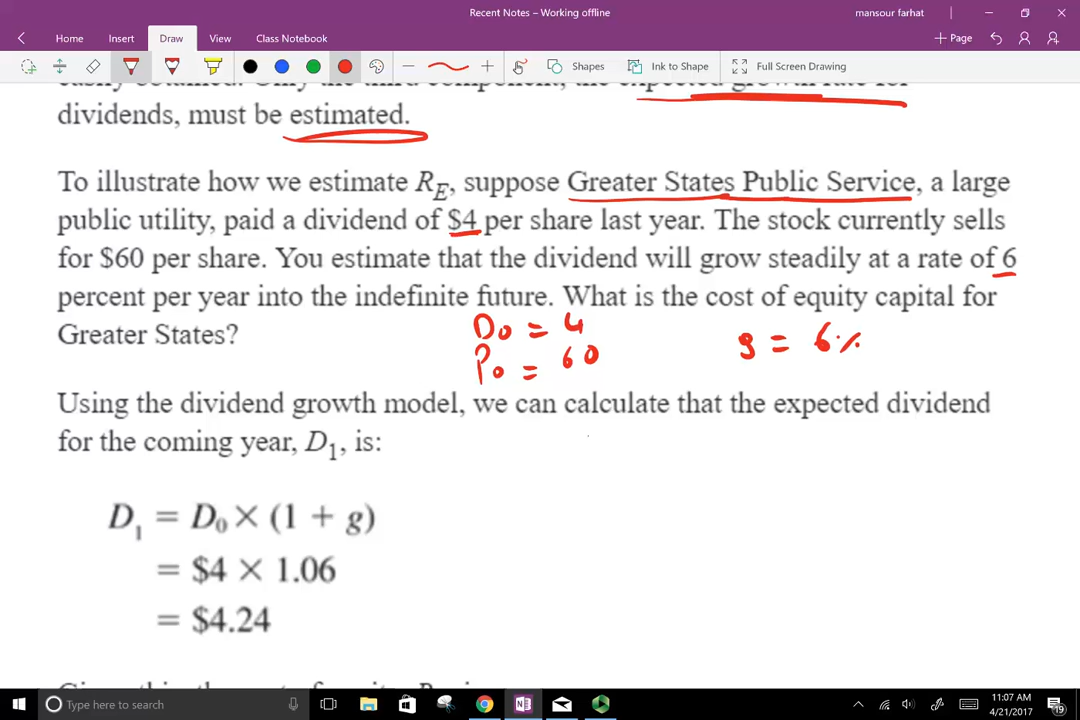 Recent Notes – Working offline
mansour farhat
Home Insert Draw View Class Notebook
Page
Shapes Ink to Shape Full Screen Drawing
expected growth rate for
dividends, must be estimated.
To illustrate how we estimate R_E, suppose Greater States Public Service, a large
public utility, paid a dividend of $4 per share last year. The stock currently sells
for $60 per share. You estimate that the dividend will grow steadily at a rate of 6
percent per year into the indefinite future. What is the cost of equity capital for
Greater States?
D0 = 4
P0 = 60
g = 6%
Using the dividend growth model, we can calculate that the expected dividend
for the coming year, D₁, is:
D₁ = D₀ × (1 + g)
= $4 × 1.06
= $4.24
Type here to search
11:07 AM
4/21/2017
19